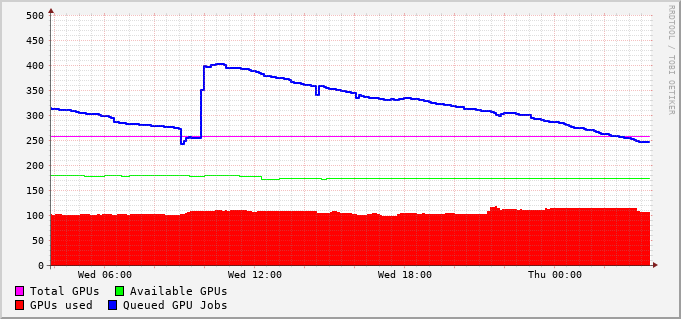 500
450
400
350
300
250
200
150
100
50
0
Wed 06:00 Wed 12:00 Wed 18:00 Thu 00:00
Total GPUs Available GPUs
GPUs used Queued GPU Jobs
RRDTOOL / TOBI OETIKER